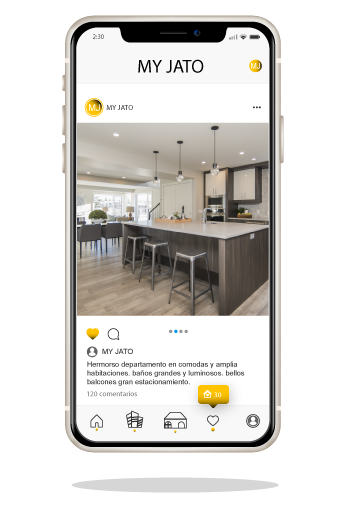 2:30
MY JATO
MJ
MJ
MY JATO
MY JATO
Hermorso departamento en comodas y amplia
habitaciones. baños grandes y luminosos. bellos
balcones gran estacionamiento.
120 comentarios
30